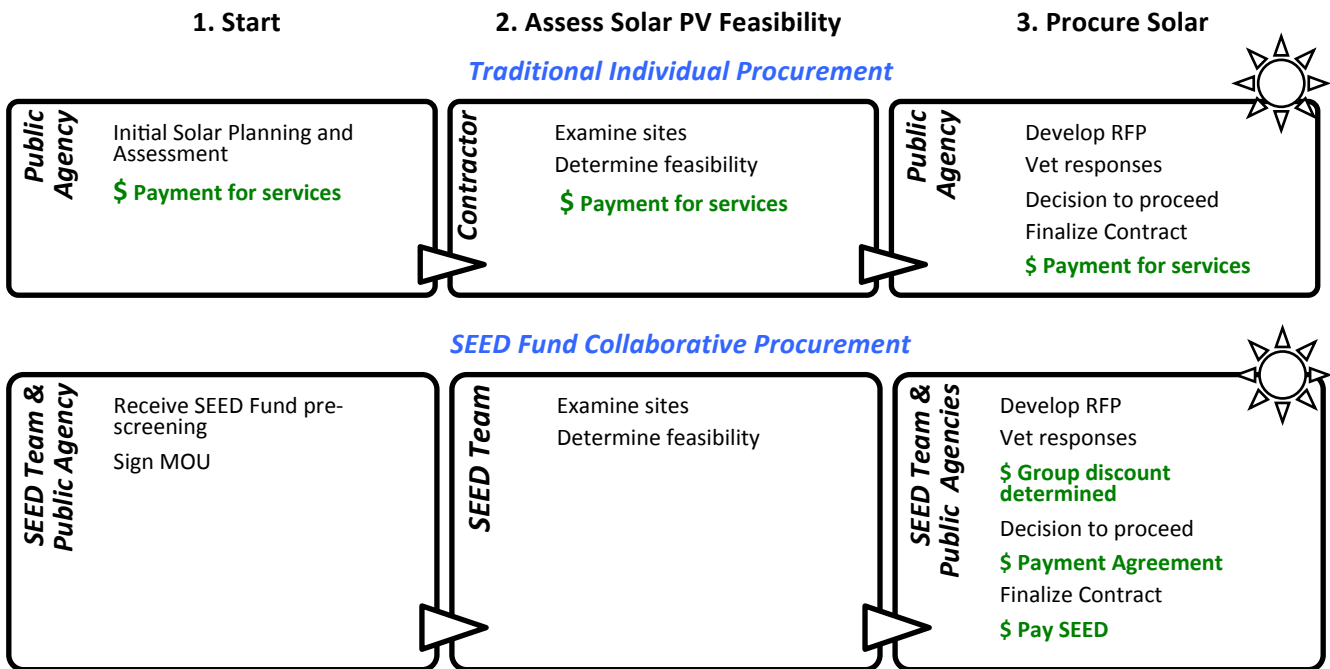 1. Start
2. Assess Solar PV Feasibility
3. Procure Solar
Traditional Individual Procurement
Public
Agency
Initial Solar Planning and
Assessment
$ Payment for services
Contractor
Examine sites
Determine feasibility
$ Payment for services
Public
Agency
Develop RFP
Vet responses
Decision to proceed
Finalize Contract
$ Payment for services
SEED Fund Collaborative Procurement
SEED Team &
Public Agency
Receive SEED Fund pre-
screening
Sign MOU
SEED Team
Examine sites
Determine feasibility
SEED Team &
Public Agencies
Develop RFP
Vet responses
$ Group discount
determined
Decision to proceed
$ Payment Agreement
Finalize Contract
$ Pay SEED